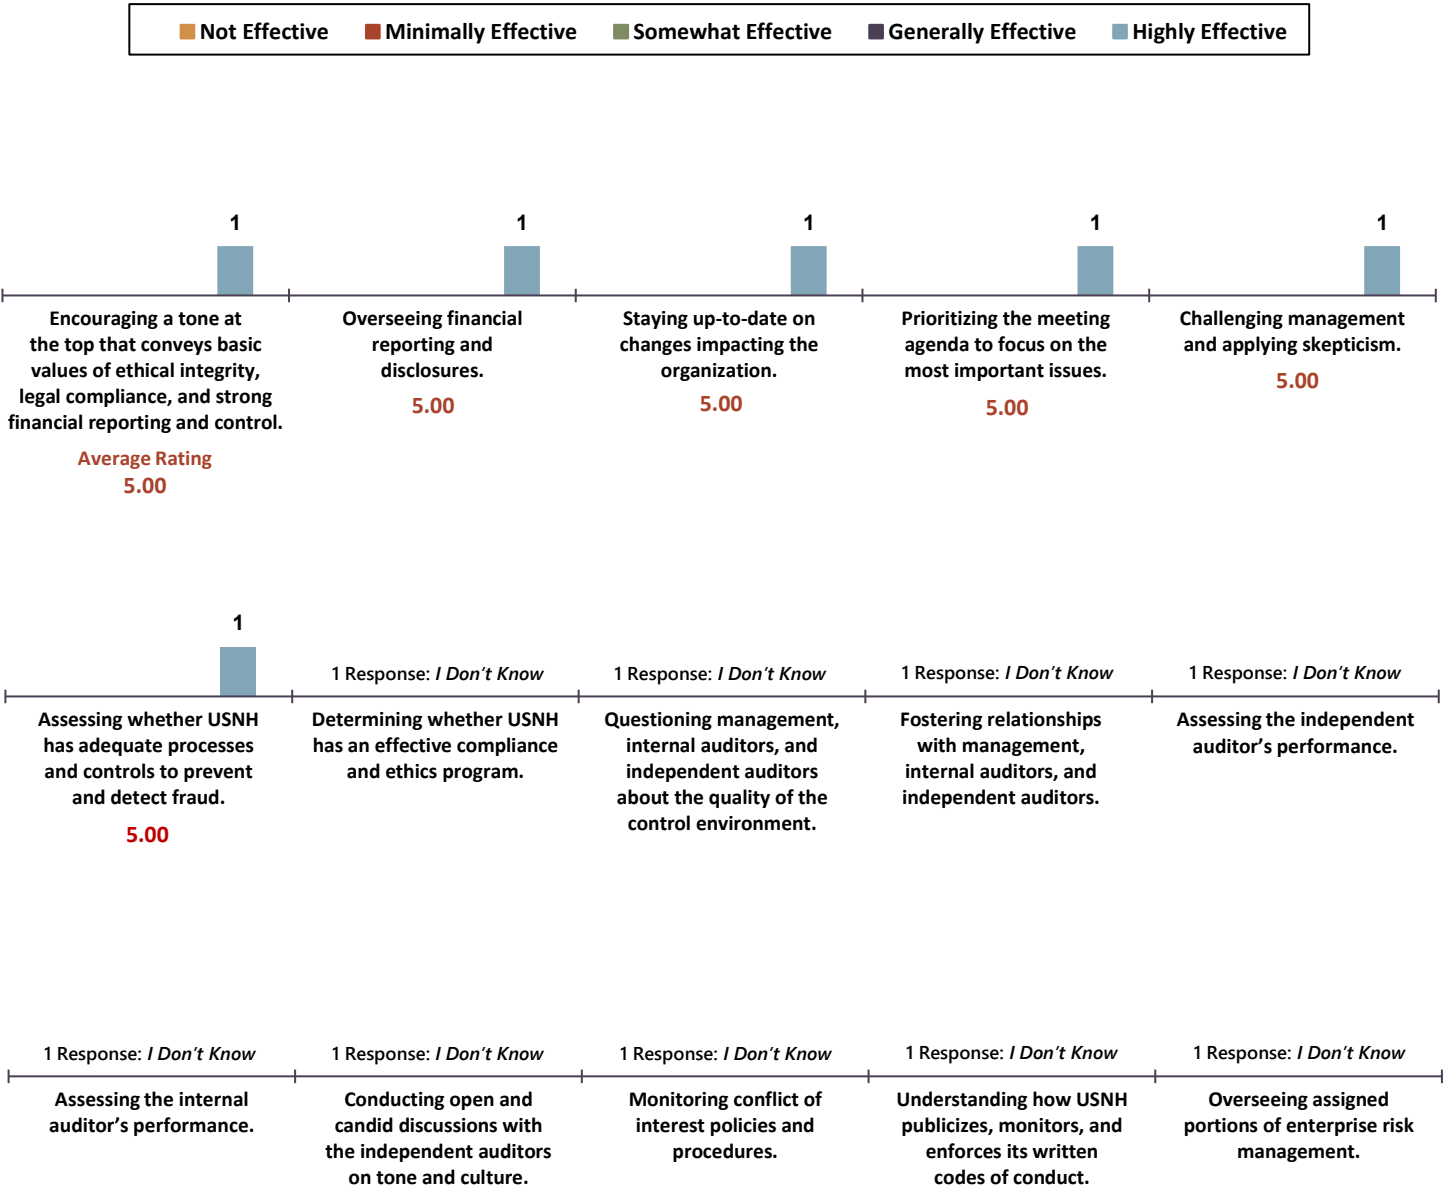 Not Effective Minimally Effective Somewhat Effective Generally Effective Highly Effective
1 1 1 1 1
Encouraging a tone at
the top that conveys basic
values of ethical integrity,
legal compliance, and strong
financial reporting and control.
Average Rating
5.00
Overseeing financial
reporting and
disclosures.
5.00
Staying up-to-date on
changes impacting the
organization.
5.00
Prioritizing the meeting
agenda to focus on the
most important issues.
5.00
Challenging management
and applying skepticism.
5.00
1
Assessing whether USNH
has adequate processes
and controls to prevent
and detect fraud.
5.00
1 Response: I Don't Know
Determining whether USNH
has an effective compliance
and ethics program.
1 Response: I Don't Know
Questioning management,
internal auditors, and
independent auditors
about the quality of the
control environment.
1 Response: I Don't Know
Fostering relationships
with management,
internal auditors, and
independent auditors.
1 Response: I Don't Know
Assessing the independent
auditor's performance.
1 Response: I Don't Know
Assessing the internal
auditor's performance.
1 Response: I Don't Know
Conducting open and
candid discussions with
the independent auditors
on tone and culture.
1 Response: I Don't Know
Monitoring conflict of
interest policies and
procedures.
1 Response: I Don't Know
Understanding how USNH
publicizes, monitors, and
enforces its written
codes of conduct.
1 Response: I Don't Know
Overseeing assigned
portions of enterprise risk
management.